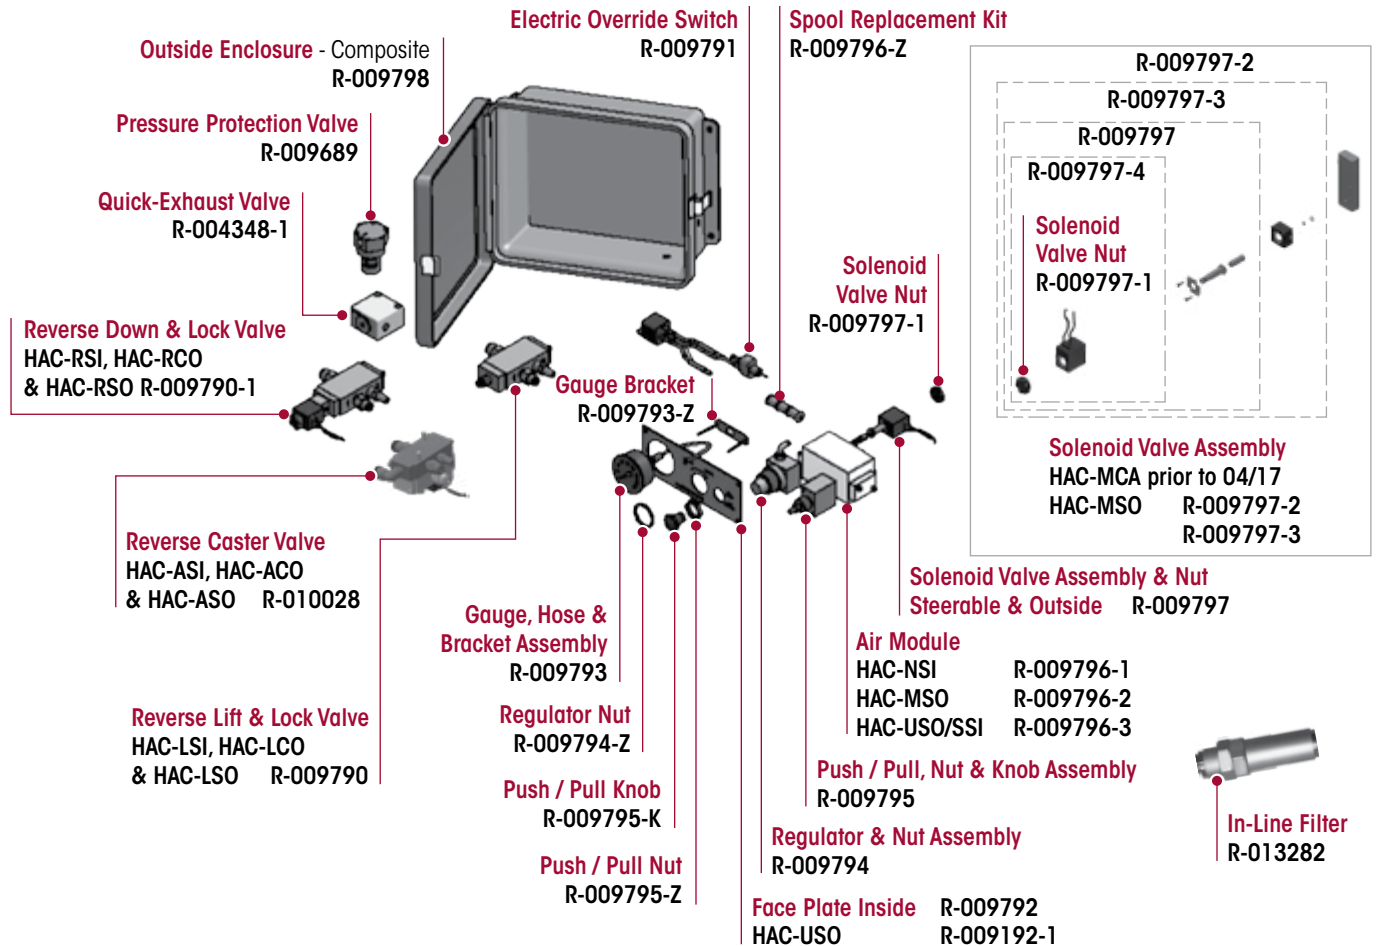 Electric Override Switch
R-009791
Spool Replacement Kit
R-009796-Z
Outside Enclosure - Composite
R-009798
Pressure Protection Valve
R-009689
Quick-Exhaust Valve
R-004348-1
Reverse Down & Lock Valve
HAC-RSI, HAC-RCO
& HAC-RSO R-009790-1
R-009797-2
R-009797-3
R-009797
R-009797-4
Solenoid
Valve Nut
R-009797-1
Solenoid
Valve Nut
R-009797-1
Gauge Bracket
R-009793-Z
Solenoid Valve Assembly
HAC-MCA prior to 04/17
HAC-MSO R-009797-2
R-009797-3
Reverse Caster Valve
HAC-ASI, HAC-ACO
& HAC-ASO R-010028
Solenoid Valve Assembly & Nut
Steerable & Outside R-009797
Gauge, Hose &
Bracket Assembly
R-009793
Air Module
HAC-NSI R-009796-1
HAC-MSO R-009796-2
HAC-USO/SSI R-009796-3
Reverse Lift & Lock Valve
HAC-LSI, HAC-LCO
& HAC-LSO R-009790
Regulator Nut
R-009794-Z
Push / Pull, Nut & Knob Assembly
R-009795
Push / Pull Knob
R-009795-K
Regulator & Nut Assembly
R-009794
In-Line Filter
R-013282
Push / Pull Nut
R-009795-Z
Face Plate Inside R-009792
HAC-USO R-009192-1